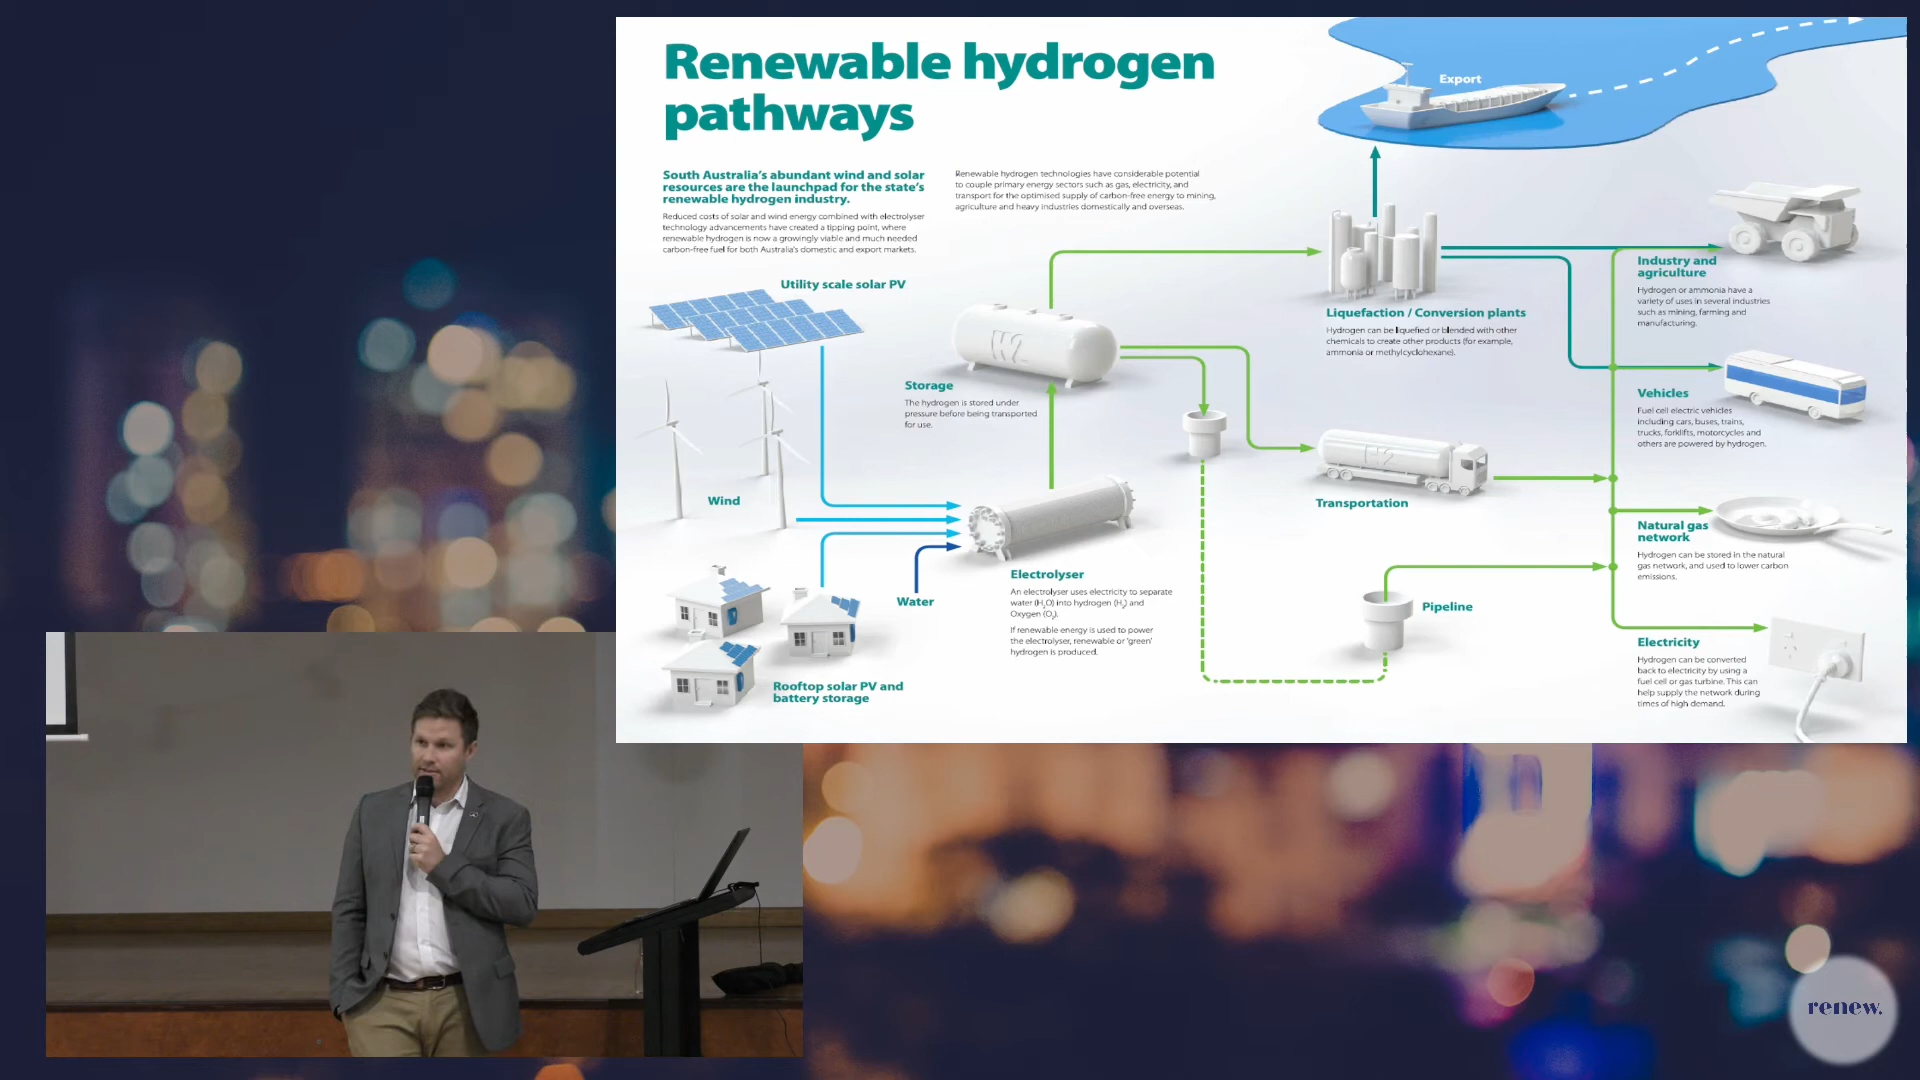 Renewable hydrogen
pathways
South Australia's abundant wind and solar
resources are the launchpad for the state's
renewable hydrogen industry.
Reduced costs of solar and wind energy combined with electrolyser
technology advancements have created a tipping point, where
renewable hydrogen is now a growingly viable and much needed
carbon-free fuel for both Australia's domestic and export markets.
Renewable hydrogen technologies have considerable potential
to couple primary energy sectors such as gas, electricity, and
transport for the optimised supply of carbon-free energy to mining,
agriculture and heavy industries domestically and overseas.
Export
Utility scale solar PV
Wind
Rooftop solar PV and
battery storage
Water
Storage
The hydrogen is stored under
pressure before being transported
for use.
H2
Electrolyser
An electrolyser uses electricity to separate
water (H₂O) into hydrogen (H₂) and
Oxygen (O₂).
If renewable energy is used to power
the electrolyser, renewable or 'green'
hydrogen is produced.
Liquefaction / Conversion plants
Hydrogen can be liquefied or blended with other
chemicals to create other products (for example,
ammonia or methylcyclohexane).
H2
Transportation
Pipeline
Industry and
agriculture
Hydrogen or ammonia have a
variety of uses in several industries
such as mining, farming and
manufacturing.
Vehicles
Fuel cell electric vehicles
including cars, buses, trains,
trucks, forklifts, motorcycles and
others are powered by hydrogen.
Natural gas
network
Hydrogen can be stored in the natural
gas network, and used to lower carbon
emissions.
Electricity
Hydrogen can be converted
back to electricity by using a
fuel cell or gas turbine. This can
help supply the network during
times of high demand.
renew.